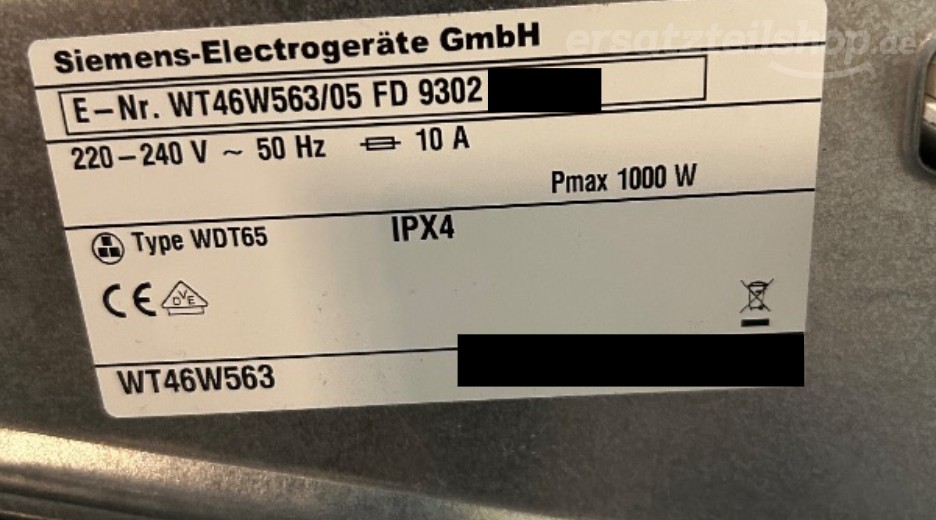 ersatzteilshop.de
Siemens-Electrogeräte GmbH
E–Nr. WT46W563/05 FD 9302
220–240 V ~ 50 Hz 10 A
Pmax 1000 W
Type WDT65 IPX4
CE DVE
WT46W563